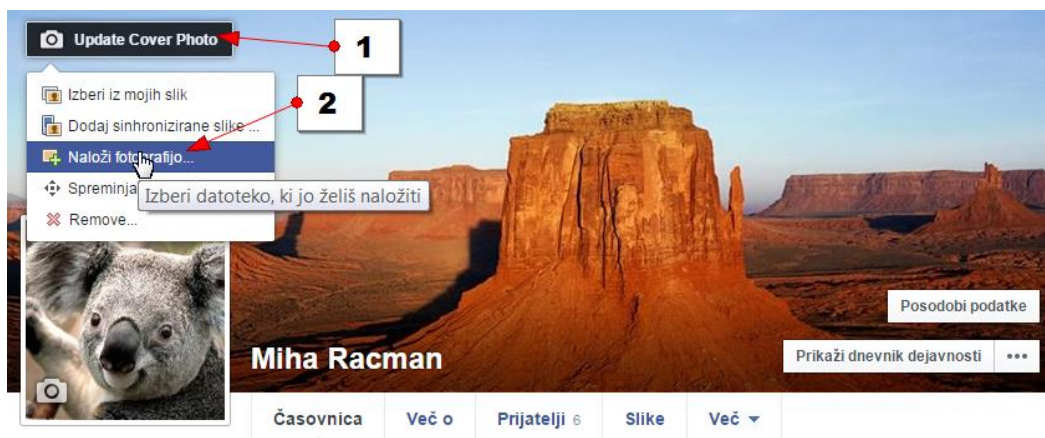 Update Cover Photo
1
Izberi iz mojih slik
2
Dodaj sinhronizirane slike ...
Naloži fotografijo...
Izberi datoteko, ki jo želiš naložiti
Remove...
Posodobi podatke
Miha Racman
Prikaži dnevnik dejavnosti
Časovnica Več o Prijatelji 6 Slike Več